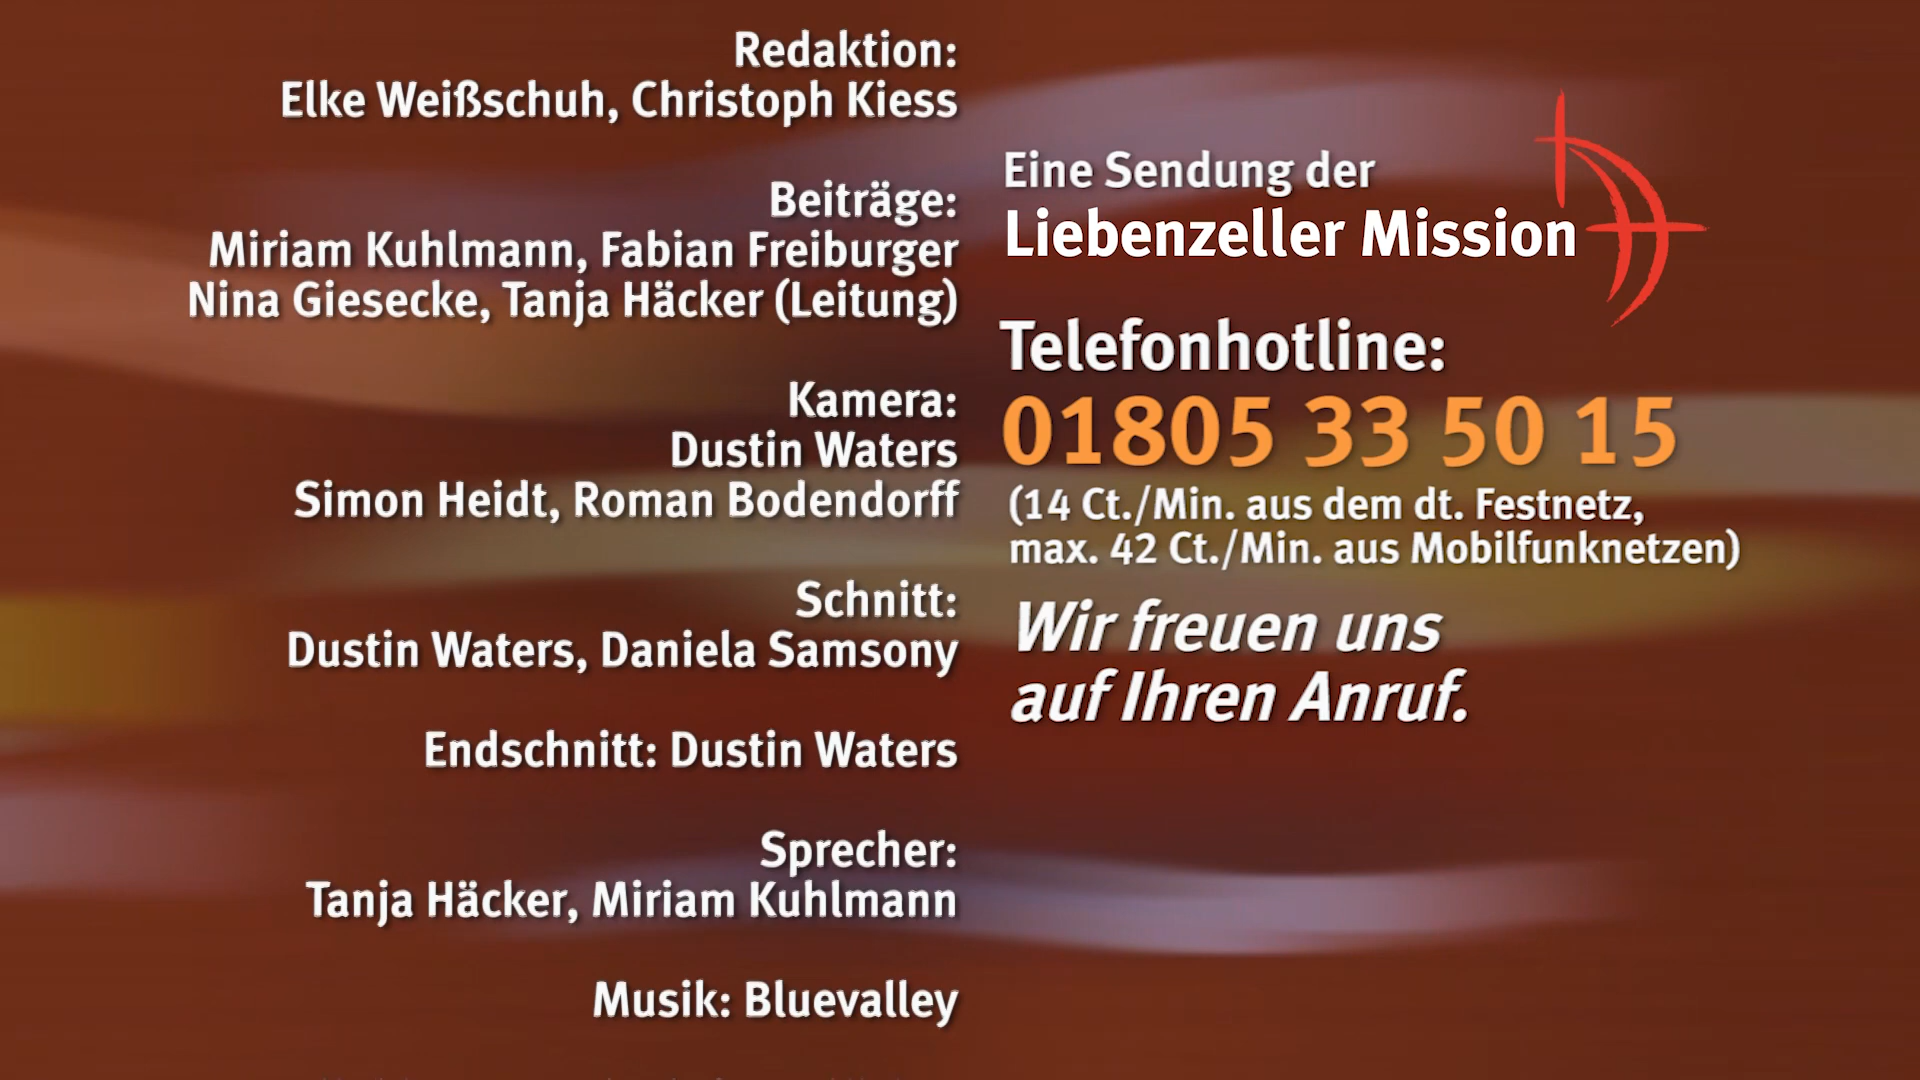 Redaktion:
Elke Weißschuh, Christoph Kiess
Beiträge:
Miriam Kuhlmann, Fabian Freiburger
Nina Giesecke, Tanja Häcker (Leitung)
Kamera:
Dustin Waters
Simon Heidt, Roman Bodendorff
Schnitt:
Dustin Waters, Daniela Samsony
Endschnitt: Dustin Waters
Sprecher:
Tanja Häcker, Miriam Kuhlmann
Musik: Bluevalley
Eine Sendung der
Liebenzeller Mission
Telefonhotline:
01805 33 50 15
(14 Ct./Min. aus dem dt. Festnetz,
max. 42 Ct./Min. aus Mobilfunknetzen)
Wir freuen uns
auf Ihren Anruf.